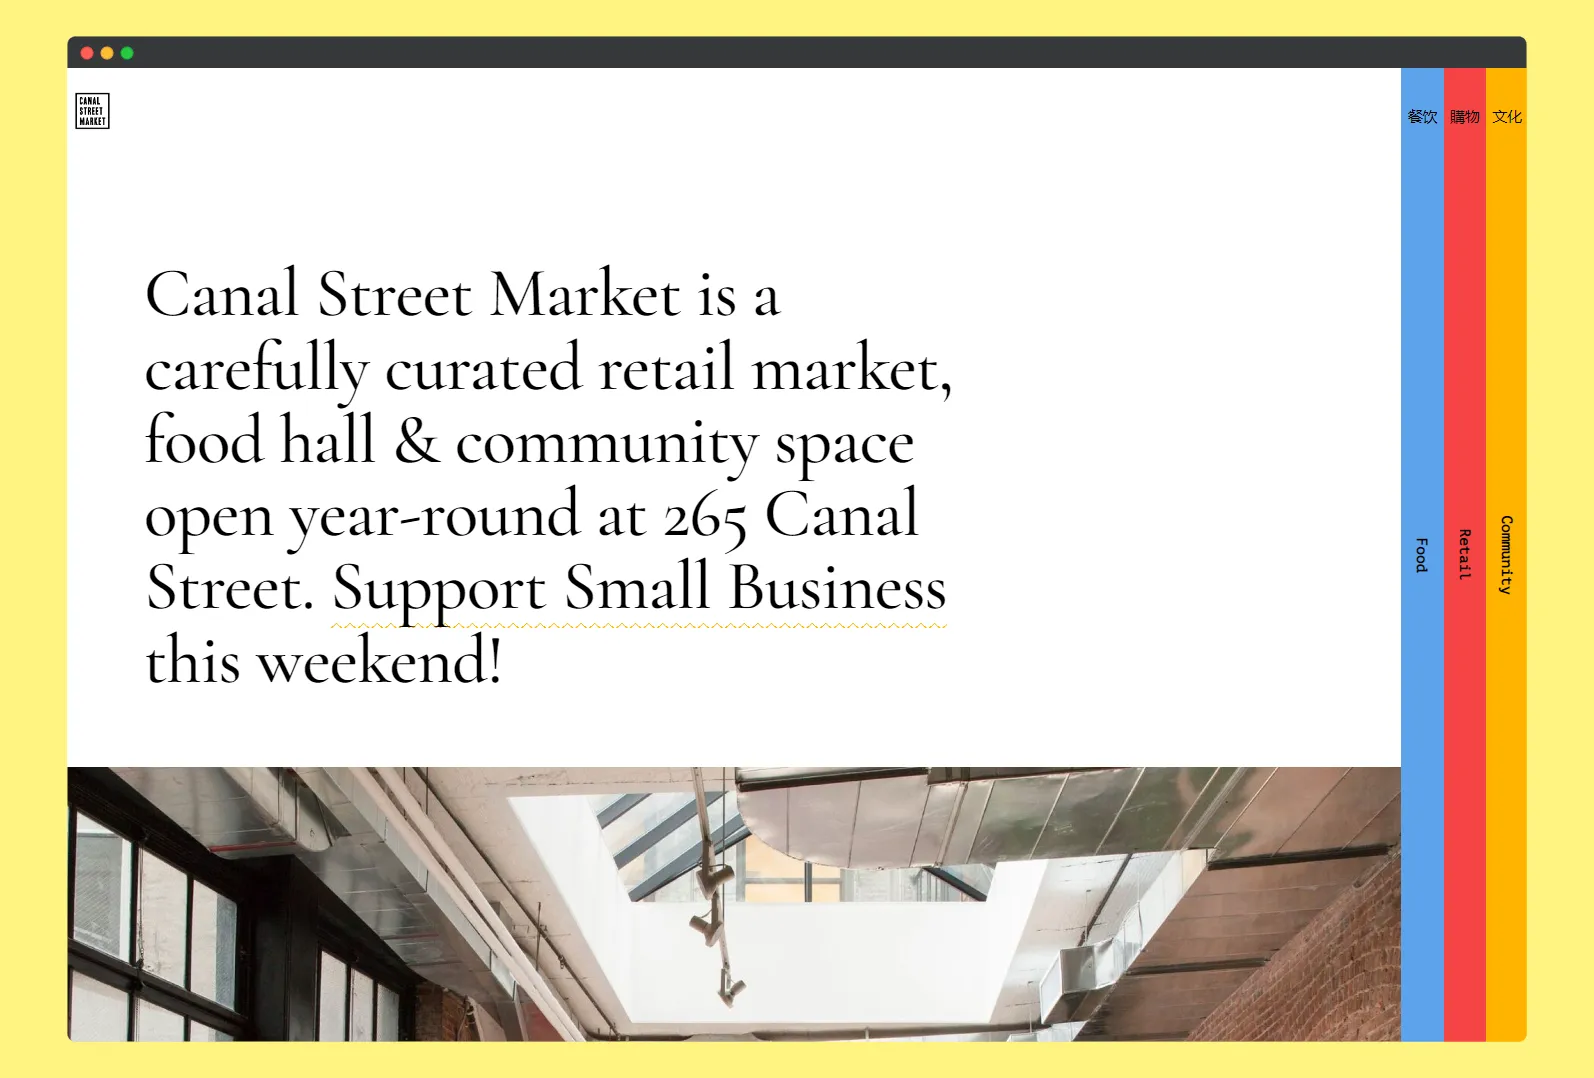 CANAL
STREET
MARKET
餐饮
購物
文化
Canal Street Market is a
carefully curated retail market,
food hall & community space
open year-round at 265 Canal
Street. Support Small Business
this weekend!
Food
Retail
Community